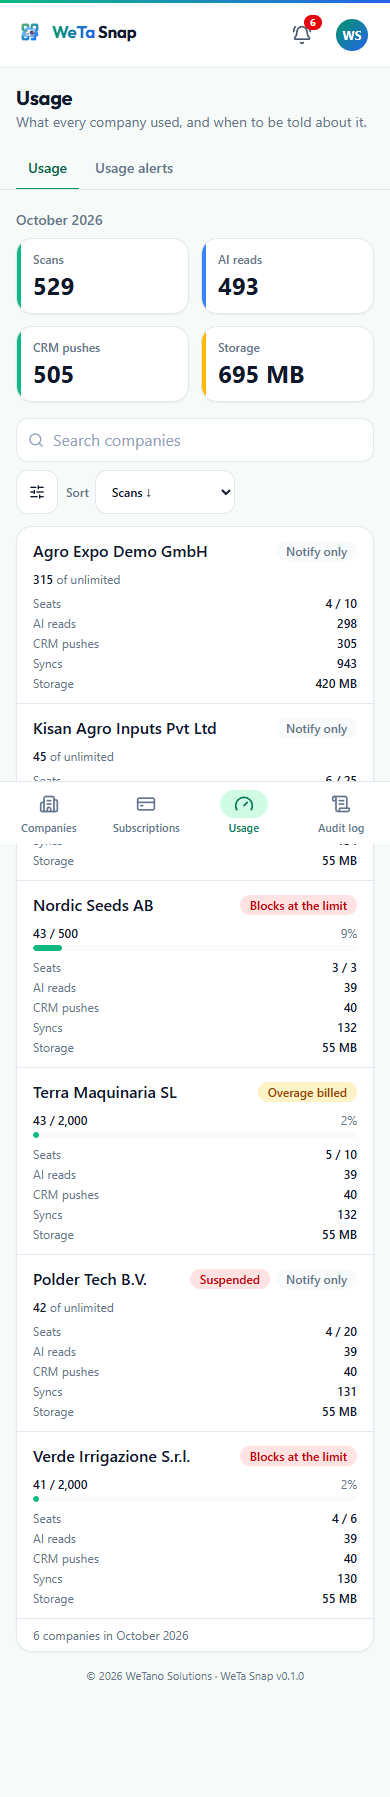 WeTa Snap
6
WS
Usage
What every company used, and when to be told about it.
Usage
Usage alerts
October 2026
Scans
529
AI reads
493
CRM pushes
505
Storage
695 MB
Search companies
Sort
Scans ↓
Agro Expo Demo GmbH
Notify only
315 of unlimited
Seats 4 / 10
AI reads 298
CRM pushes 305
Syncs 943
Storage 420 MB
Kisan Agro Inputs Pvt Ltd
Notify only
45 of unlimited
Seats 6 / 25
Companies
Subscriptions
Usage
Audit log
Storage 55 MB
Nordic Seeds AB
Blocks at the limit
43 / 500 9%
Seats 3 / 3
AI reads 39
CRM pushes 40
Syncs 132
Storage 55 MB
Terra Maquinaria SL
Overage billed
43 / 2,000 2%
Seats 5 / 10
AI reads 39
CRM pushes 40
Syncs 132
Storage 55 MB
Polder Tech B.V.
Suspended
Notify only
42 of unlimited
Seats 4 / 20
AI reads 39
CRM pushes 40
Syncs 131
Storage 55 MB
Verde Irrigazione S.r.l.
Blocks at the limit
41 / 2,000 2%
Seats 4 / 6
AI reads 39
CRM pushes 40
Syncs 130
Storage 55 MB
6 companies in October 2026
© 2026 WeTano Solutions · WeTa Snap v0.1.0